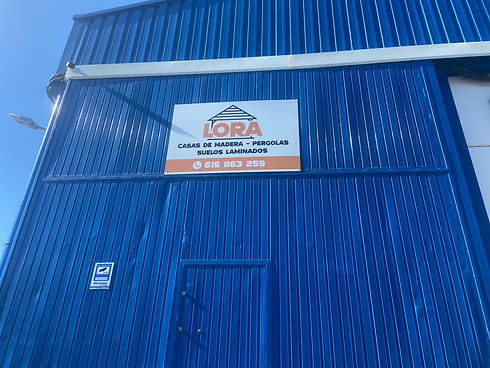 LORA
CASAS DE MADERA - PERGOLAS
SUELOS LAMINADOS
615 863 259